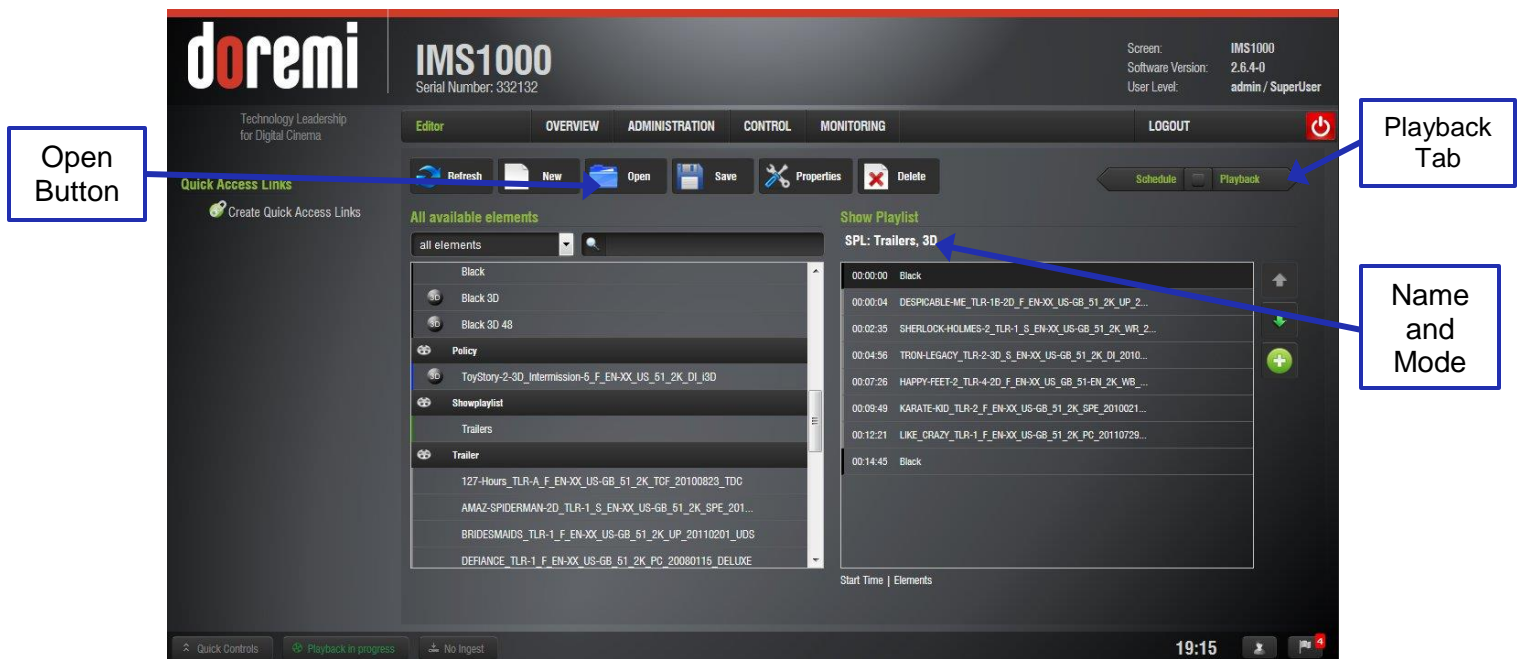 doremi
Technology Leadership
for Digital Cinema
IMS1000
Serial Number: 332132
Screen: IMS1000
Software Version: 2.6.4-0
User Level: admin / SuperUser
Editor OVERVIEW ADMINISTRATION CONTROL MONITORING LOGOUT
Open
Button
Playback
Tab
Name
and
Mode
Quick Access Links
Create Quick Access Links
Refresh New Open Save Properties Delete
Schedule Playback
All available elements
all elements
Black
3D Black 3D
3D Black 3D 48
Policy
3D ToyStory-2-3D_Intermission-5_F_EN-XX_US_51_2K_DI_i3D
Showplaylist
Trailers
Trailer
127-Hours_TLR-A_F_EN-XX_US-GB_51_2K_TCF_20100823_TDC
AMAZ-SPIDERMAN-2D_TLR-1_S_EN-XX_US-GB_51_2K_SPE_201...
BRIDESMAIDS_TLR-1_F_EN-XX_US-GB_51_2K_UP_20110201_UDS
DEFIANCE_TLR-1_F_EN-XX_US-GB_51_2K_PC_20080115_DELUXE
Show Playlist
SPL: Trailers, 3D
00:00:00 Black
00:00:04 DESPICABLE-ME_TLR-1B-2D_F_EN-XX_US-GB_51_2K_UP_2...
00:02:35 SHERLOCK-HOLMES-2_TLR-1_S_EN-XX_US-GB_51_2K_WR_2...
00:04:56 TRON-LEGACY_TLR-2-3D_S_EN-XX_US-GB_51_2K_DI_2010...
00:07:26 HAPPY-FEET-2_TLR-4-2D_F_EN-XX_US_GB_51-EN_2K_WB_...
00:09:49 KARATE-KID_TLR-2_F_EN-XX_US-GB_51_2K_SPE_2010021...
00:12:21 LIKE_CRAZY_TLR-1_F_EN-XX_US-GB_51_2K_PC_20110729...
00:14:45 Black
Start Time | Elements
Quick Controls Playback in progress No Ingest 19:15 4